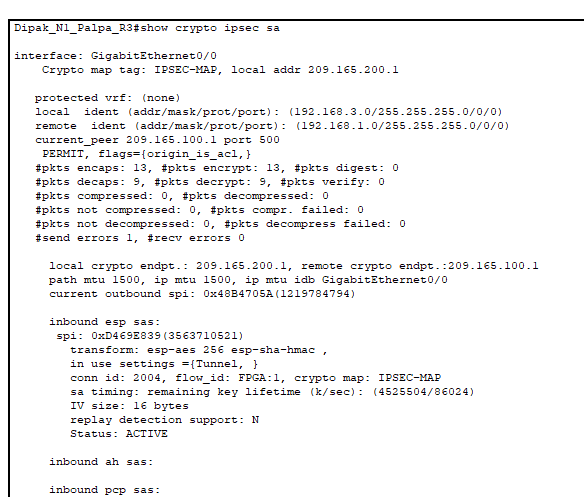 Dipak_N1_Palpa_R3#show crypto ipsec sa
interface: GigabitEthernet0/0
Crypto map tag: IPSEC-MAP, local addr 209.165.200.1
protected vrf: (none)
local ident (addr/mask/prot/port): (192.168.3.0/255.255.255.0/0/0)
remote ident (addr/mask/prot/port): (192.168.1.0/255.255.255.0/0/0)
current_peer 209.165.100.1 port 500
PERMIT, flags={origin_is_acl,}
#pkts encaps: 13, #pkts encrypt: 13, #pkts digest: 0
#pkts decaps: 9, #pkts decrypt: 9, #pkts verify: 0
#pkts compressed: 0, #pkts decompressed: 0
#pkts not compressed: 0, #pkts compr. failed: 0
#pkts not decompressed: 0, #pkts decompress failed: 0
#send errors 1, #recv errors 0
local crypto endpt.: 209.165.200.1, remote crypto endpt.:209.165.100.1
path mtu 1500, ip mtu 1500, ip mtu idb GigabitEthernet0/0
current outbound spi: 0x48B4705A(1219784794)
inbound esp sas:
spi: 0xD469E839(3563710521)
transform: esp-aes 256 esp-sha-hmac ,
in use settings ={Tunnel, }
conn id: 2004, flow_id: FPGA:1, crypto map: IPSEC-MAP
sa timing: remaining key lifetime (k/sec): (4525504/86024)
IV size: 16 bytes
replay detection support: N
Status: ACTIVE
inbound ah sas:
inbound pcp sas: